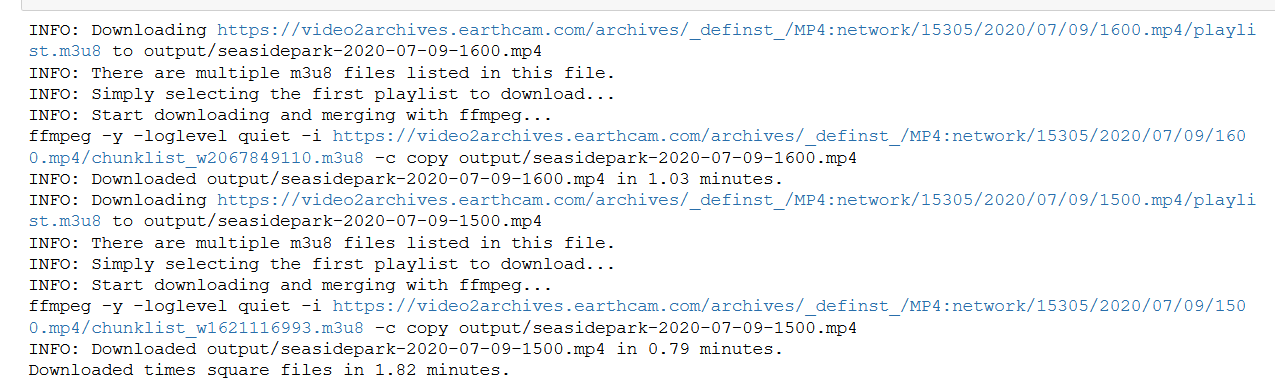 INFO: Downloading https://video2archives.earthcam.com/archives/_definst_/MP4:network/15305/2020/07/09/1600.mp4/playli
st.m3u8 to output/seasidepark-2020-07-09-1600.mp4
INFO: There are multiple m3u8 files listed in this file.
INFO: Simply selecting the first playlist to download...
INFO: Start downloading and merging with ffmpeg...
ffmpeg -y -loglevel quiet -i https://video2archives.earthcam.com/archives/_definst_/MP4:network/15305/2020/07/09/160
0.mp4/chunklist_w2067849110.m3u8 -c copy output/seasidepark-2020-07-09-1600.mp4
INFO: Downloaded output/seasidepark-2020-07-09-1600.mp4 in 1.03 minutes.
INFO: Downloading https://video2archives.earthcam.com/archives/_definst_/MP4:network/15305/2020/07/09/1500.mp4/playli
st.m3u8 to output/seasidepark-2020-07-09-1500.mp4
INFO: There are multiple m3u8 files listed in this file.
INFO: Simply selecting the first playlist to download...
INFO: Start downloading and merging with ffmpeg...
ffmpeg -y -loglevel quiet -i https://video2archives.earthcam.com/archives/_definst_/MP4:network/15305/2020/07/09/150
0.mp4/chunklist_w1621116993.m3u8 -c copy output/seasidepark-2020-07-09-1500.mp4
INFO: Downloaded output/seasidepark-2020-07-09-1500.mp4 in 0.79 minutes.
Downloaded times square files in 1.82 minutes.